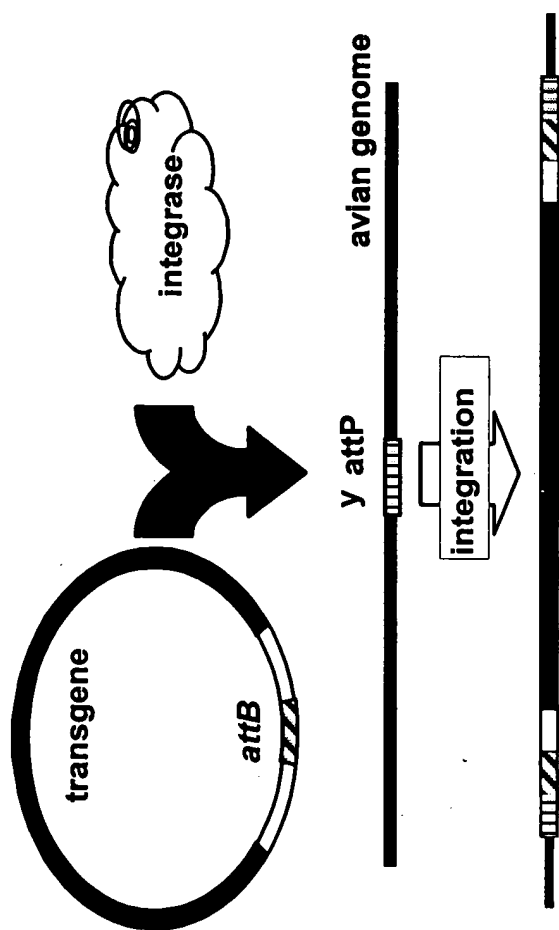 transgene
attB
integrase
y attP
avian genome
integration